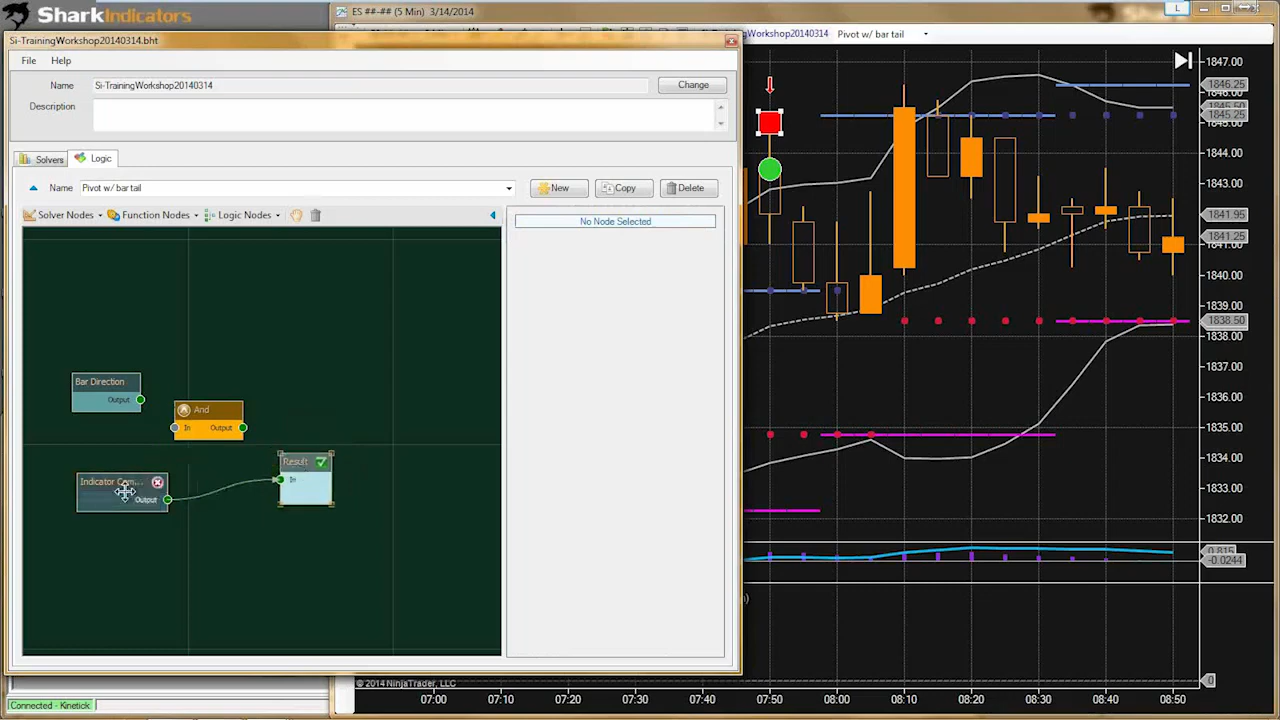 SharkIndicators
ES ##-## (5 Min) 3/14/2014
L
Si-TrainingWorkshop20140314.bht
File Help
Name Si-TrainingWorkshop20140314 Change
Description
Solvers Logic
Name Pivot w/ bar tail New Copy Delete
Solver Nodes Function Nodes Logic Nodes
No Node Selected
Bar Direction
Output
And
In Output
Indicator Com...
Output
Result
In
Workshop20140314 Pivot w/ bar tail
1847.00
1846.25
1845.25
1844.00
1843.00
1841.95
1841.25
1840.00
1839.00
1838.50
1837.00
1836.00
1835.00
1834.00
1833.00
1832.00
0.815
-0.0244
0
© 2014 NinjaTrader, LLC
07:00 07:10 07:20 07:30 07:40 07:50 08:00 08:10 08:20 08:30 08:40 08:50
Connected - Kinetick